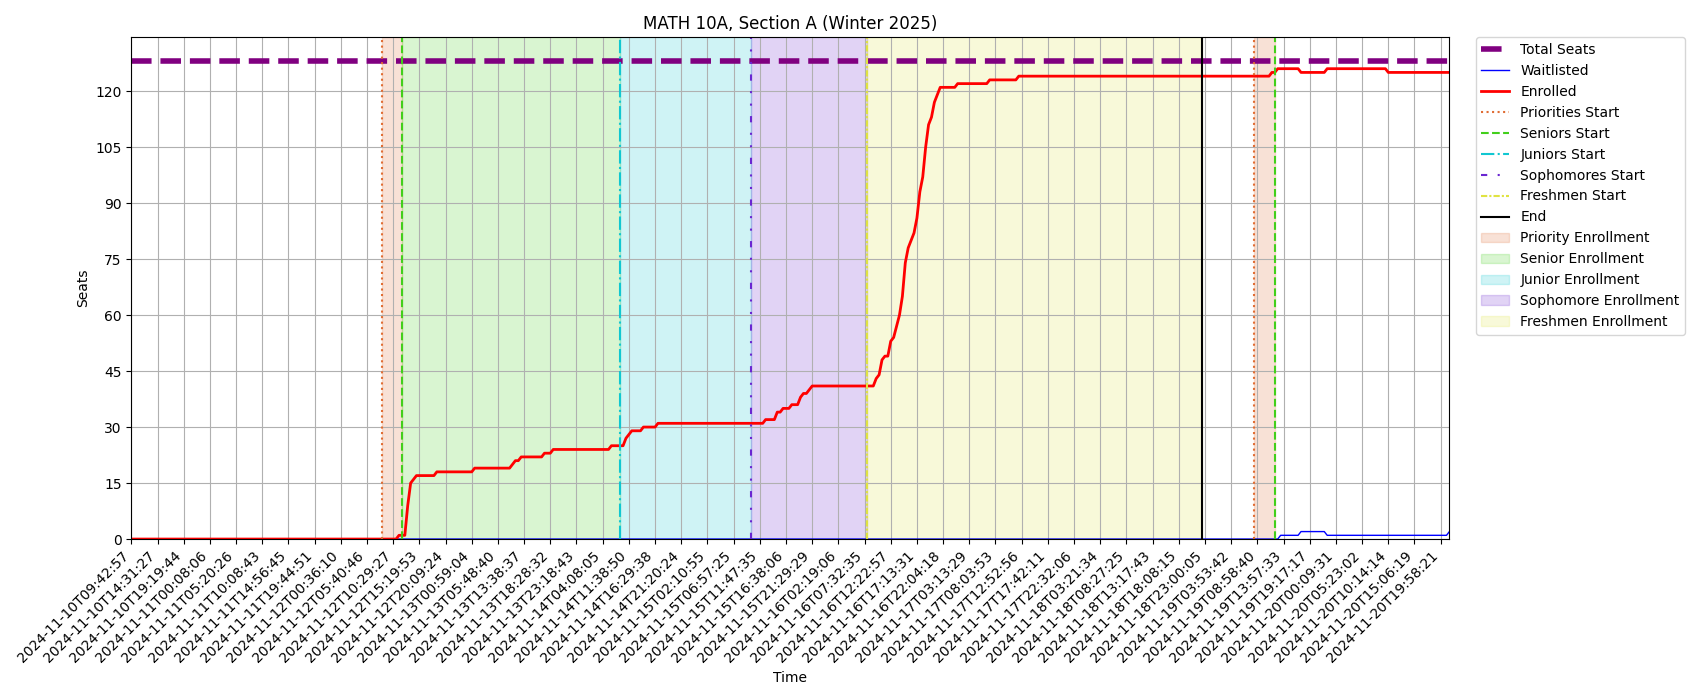 MATH 10A, Section A (Winter 2025)
Total Seats
Waitlisted
Enrolled
Priorities Start
Seniors Start
Juniors Start
Sophomores Start
Freshmen Start
End
Priority Enrollment
Senior Enrollment
Junior Enrollment
Sophomore Enrollment
Freshmen Enrollment
Seats
120
105
90
75
60
45
30
15
0
2024-11-10T09:42:57
2024-11-10T14:31:27
2024-11-10T19:19:44
2024-11-11T00:08:06
2024-11-11T05:20:26
2024-11-11T10:08:43
2024-11-11T14:56:45
2024-11-11T19:44:51
2024-11-12T00:36:10
2024-11-12T05:40:46
2024-11-12T10:29:27
2024-11-12T15:19:53
2024-11-12T20:09:24
2024-11-13T00:59:04
2024-11-13T05:48:40
2024-11-13T13:38:37
2024-11-13T18:28:32
2024-11-13T23:18:43
2024-11-14T04:08:05
2024-11-14T11:38:50
2024-11-14T16:29:38
2024-11-14T21:20:24
2024-11-15T02:10:55
2024-11-15T06:57:25
2024-11-15T11:47:35
2024-11-15T16:38:06
2024-11-15T21:29:29
2024-11-16T02:19:06
2024-11-16T07:32:35
2024-11-16T12:22:57
2024-11-16T17:13:31
2024-11-16T22:04:18
2024-11-17T03:13:29
2024-11-17T08:03:53
2024-11-17T12:52:56
2024-11-17T17:42:11
2024-11-17T22:32:06
2024-11-18T03:21:34
2024-11-18T08:27:25
2024-11-18T13:17:43
2024-11-18T18:08:15
2024-11-18T23:00:05
2024-11-19T03:53:42
2024-11-19T08:58:40
2024-11-19T13:57:33
2024-11-19T19:17:17
2024-11-20T00:09:31
2024-11-20T05:23:02
2024-11-20T10:14:14
2024-11-20T15:06:19
2024-11-20T19:58:21
Time